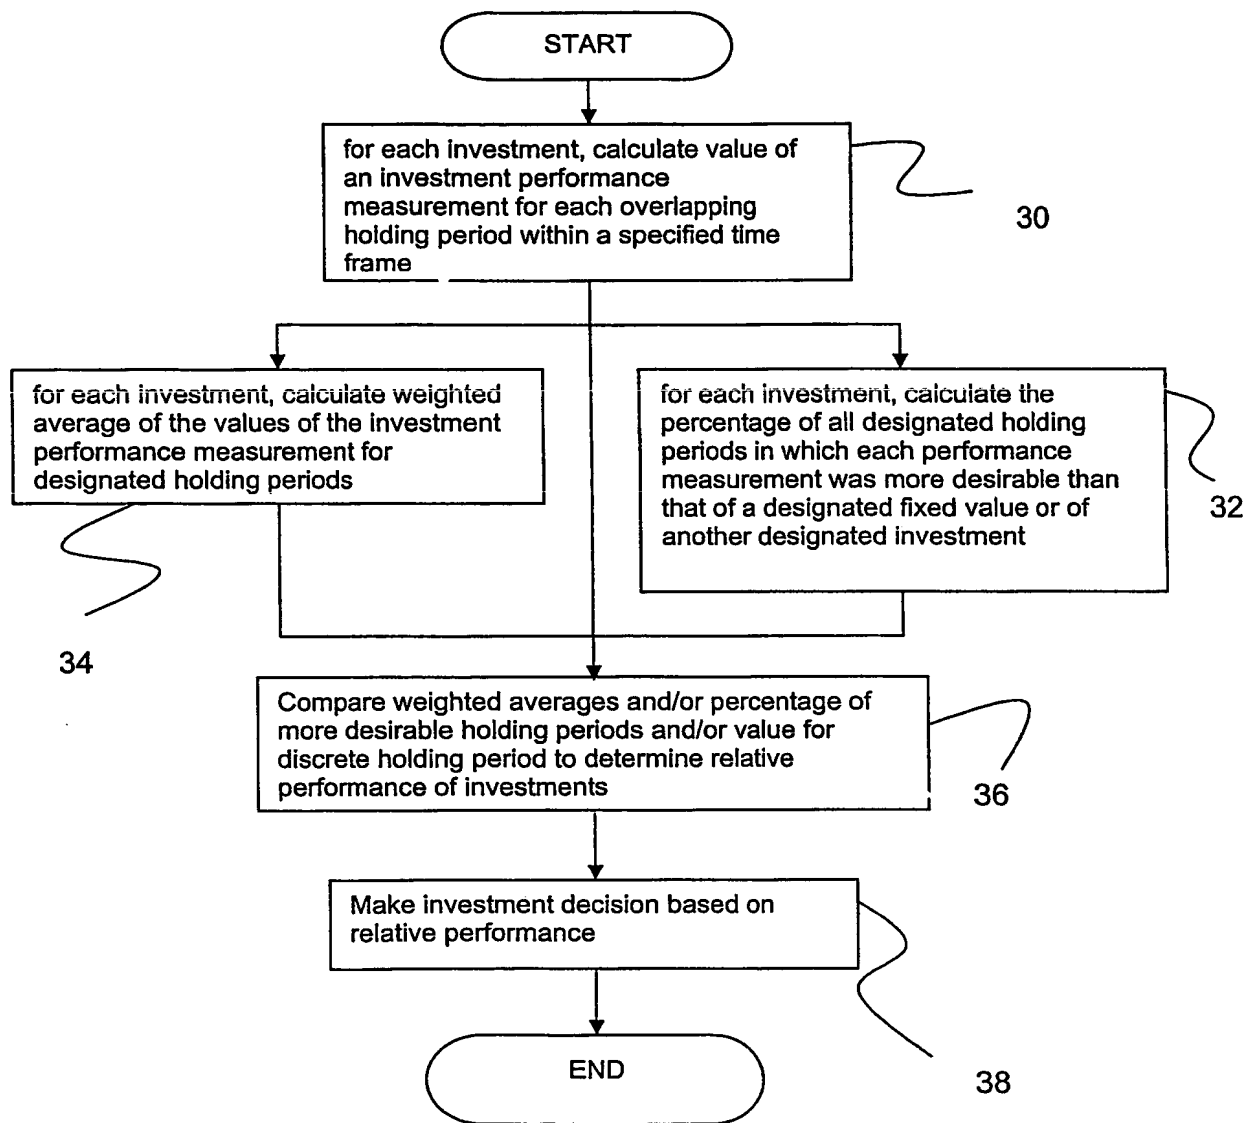 START
for each investment, calculate value of
an investment performance
measurement for each overlapping
holding period within a specified time
frame
30
for each investment, calculate weighted
average of the values of the investment
performance measurement for
designated holding periods
34
for each investment, calculate the
percentage of all designated holding
periods in which each performance
measurement was more desirable than
that of a designated fixed value or of
another designated investment
32
Compare weighted averages and/or percentage of
more desirable holding periods and/or value for
discrete holding period to determine relative
performance of investments
36
Make investment decision based on
relative performance
38
END